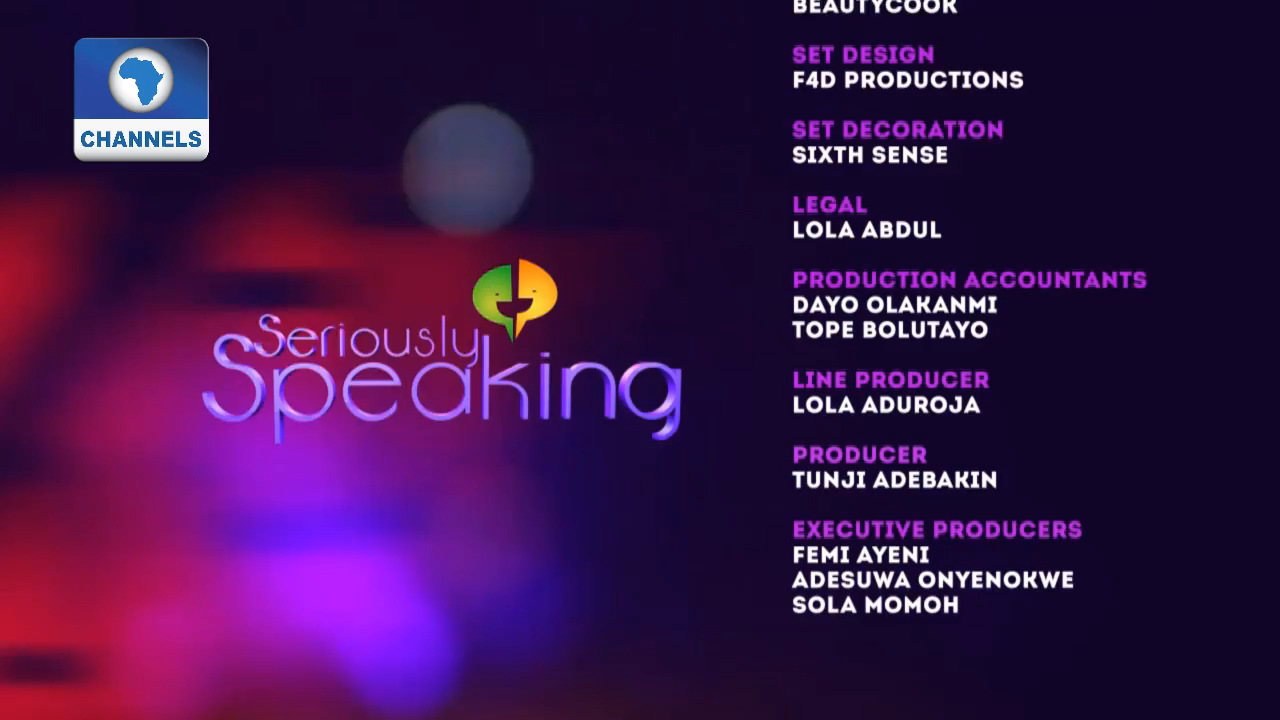 CHANNELS
Seriously
Speaking
BEAUTYCOOK
SET DESIGN
F4D PRODUCTIONS
SET DECORATION
SIXTH SENSE
LEGAL
LOLA ABDUL
PRODUCTION ACCOUNTANTS
DAYO OLAKANMI
TOPE BOLUTAYO
LINE PRODUCER
LOLA ADUROJA
PRODUCER
TUNJI ADEBAKIN
EXECUTIVE PRODUCERS
FEMI AYENI
ADESUWA ONYENOKWE
SOLA MOMOH